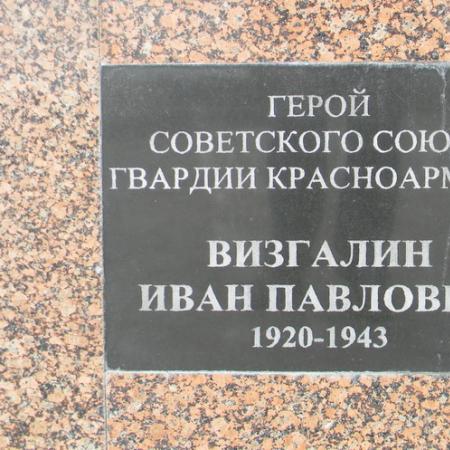 ГЕРОЙ
СОВЕТСКОГО СОЮ
ГВАРДИИ КРАСНОАРМ
ВИЗГАЛИН
ИВАН ПАВЛОВ
1920-1943